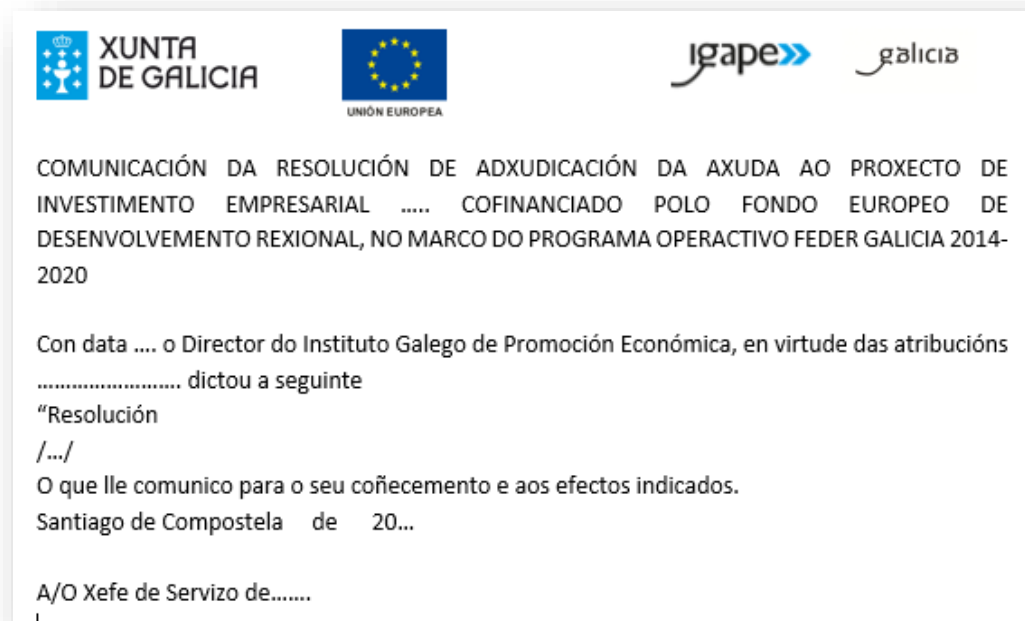 XUNTA
DE GALICIA
UNIÓN EUROPEA
igape
galicia
COMUNICACIÓN DA RESOLUCIÓN DE ADXUDICACIÓN DA AXUDA AO PROXECTO DE
INVESTIMENTO EMPRESARIAL ..... COFINANCIADO POLO FONDO EUROPEO DE
DESENVOLVEMENTO REXIONAL, NO MARCO DO PROGRAMA OPERACTIVO FEDER GALICIA 2014-
2020
Con data .... o Director do Instituto Galego de Promoción Económica, en virtude das atribucións
......................... dictou a seguinte
“Resolución
/.../
O que lle comunico para o seu coñecemento e aos efectos indicados.
Santiago de Compostela de 20...
A/O Xefe de Servizo de.......